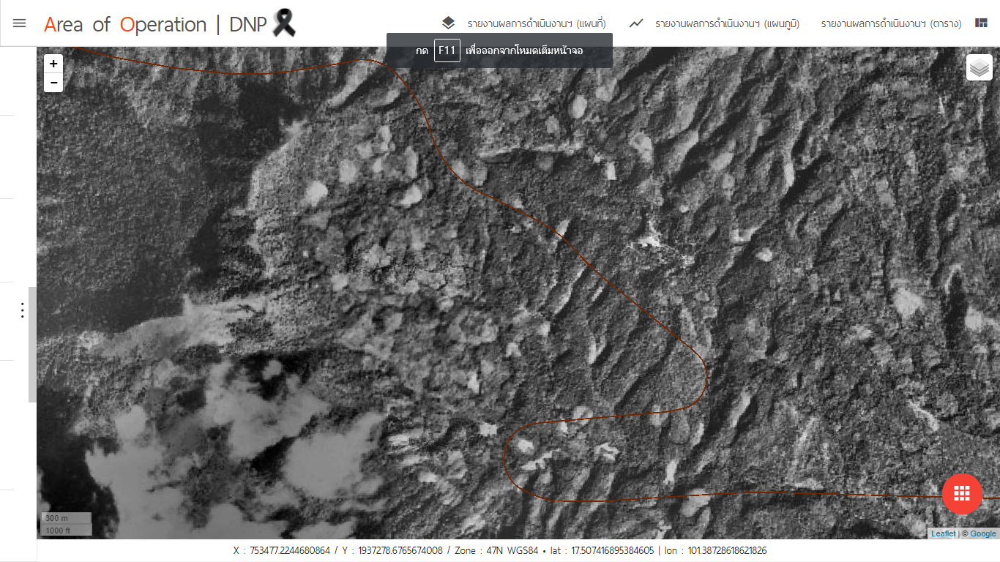 Area of Operation | DNP
รายงานผลการดำเนินงานฯ (แผนที่)
รายงานผลการดำเนินงานฯ (แผนภูมิ)
รายงานผลการดำเนินงานฯ (ตาราง)
กด F11 เพื่อออกจากโหมดเต็มหน้าจอ
+
−
300 m
1000 ft
Leaflet | © Google
X : 753477.2244680864 / Y : 1937278.6765674008 / Zone : 47N WGS84 • lat : 17.507416895384605 | lon : 101.38728618621826